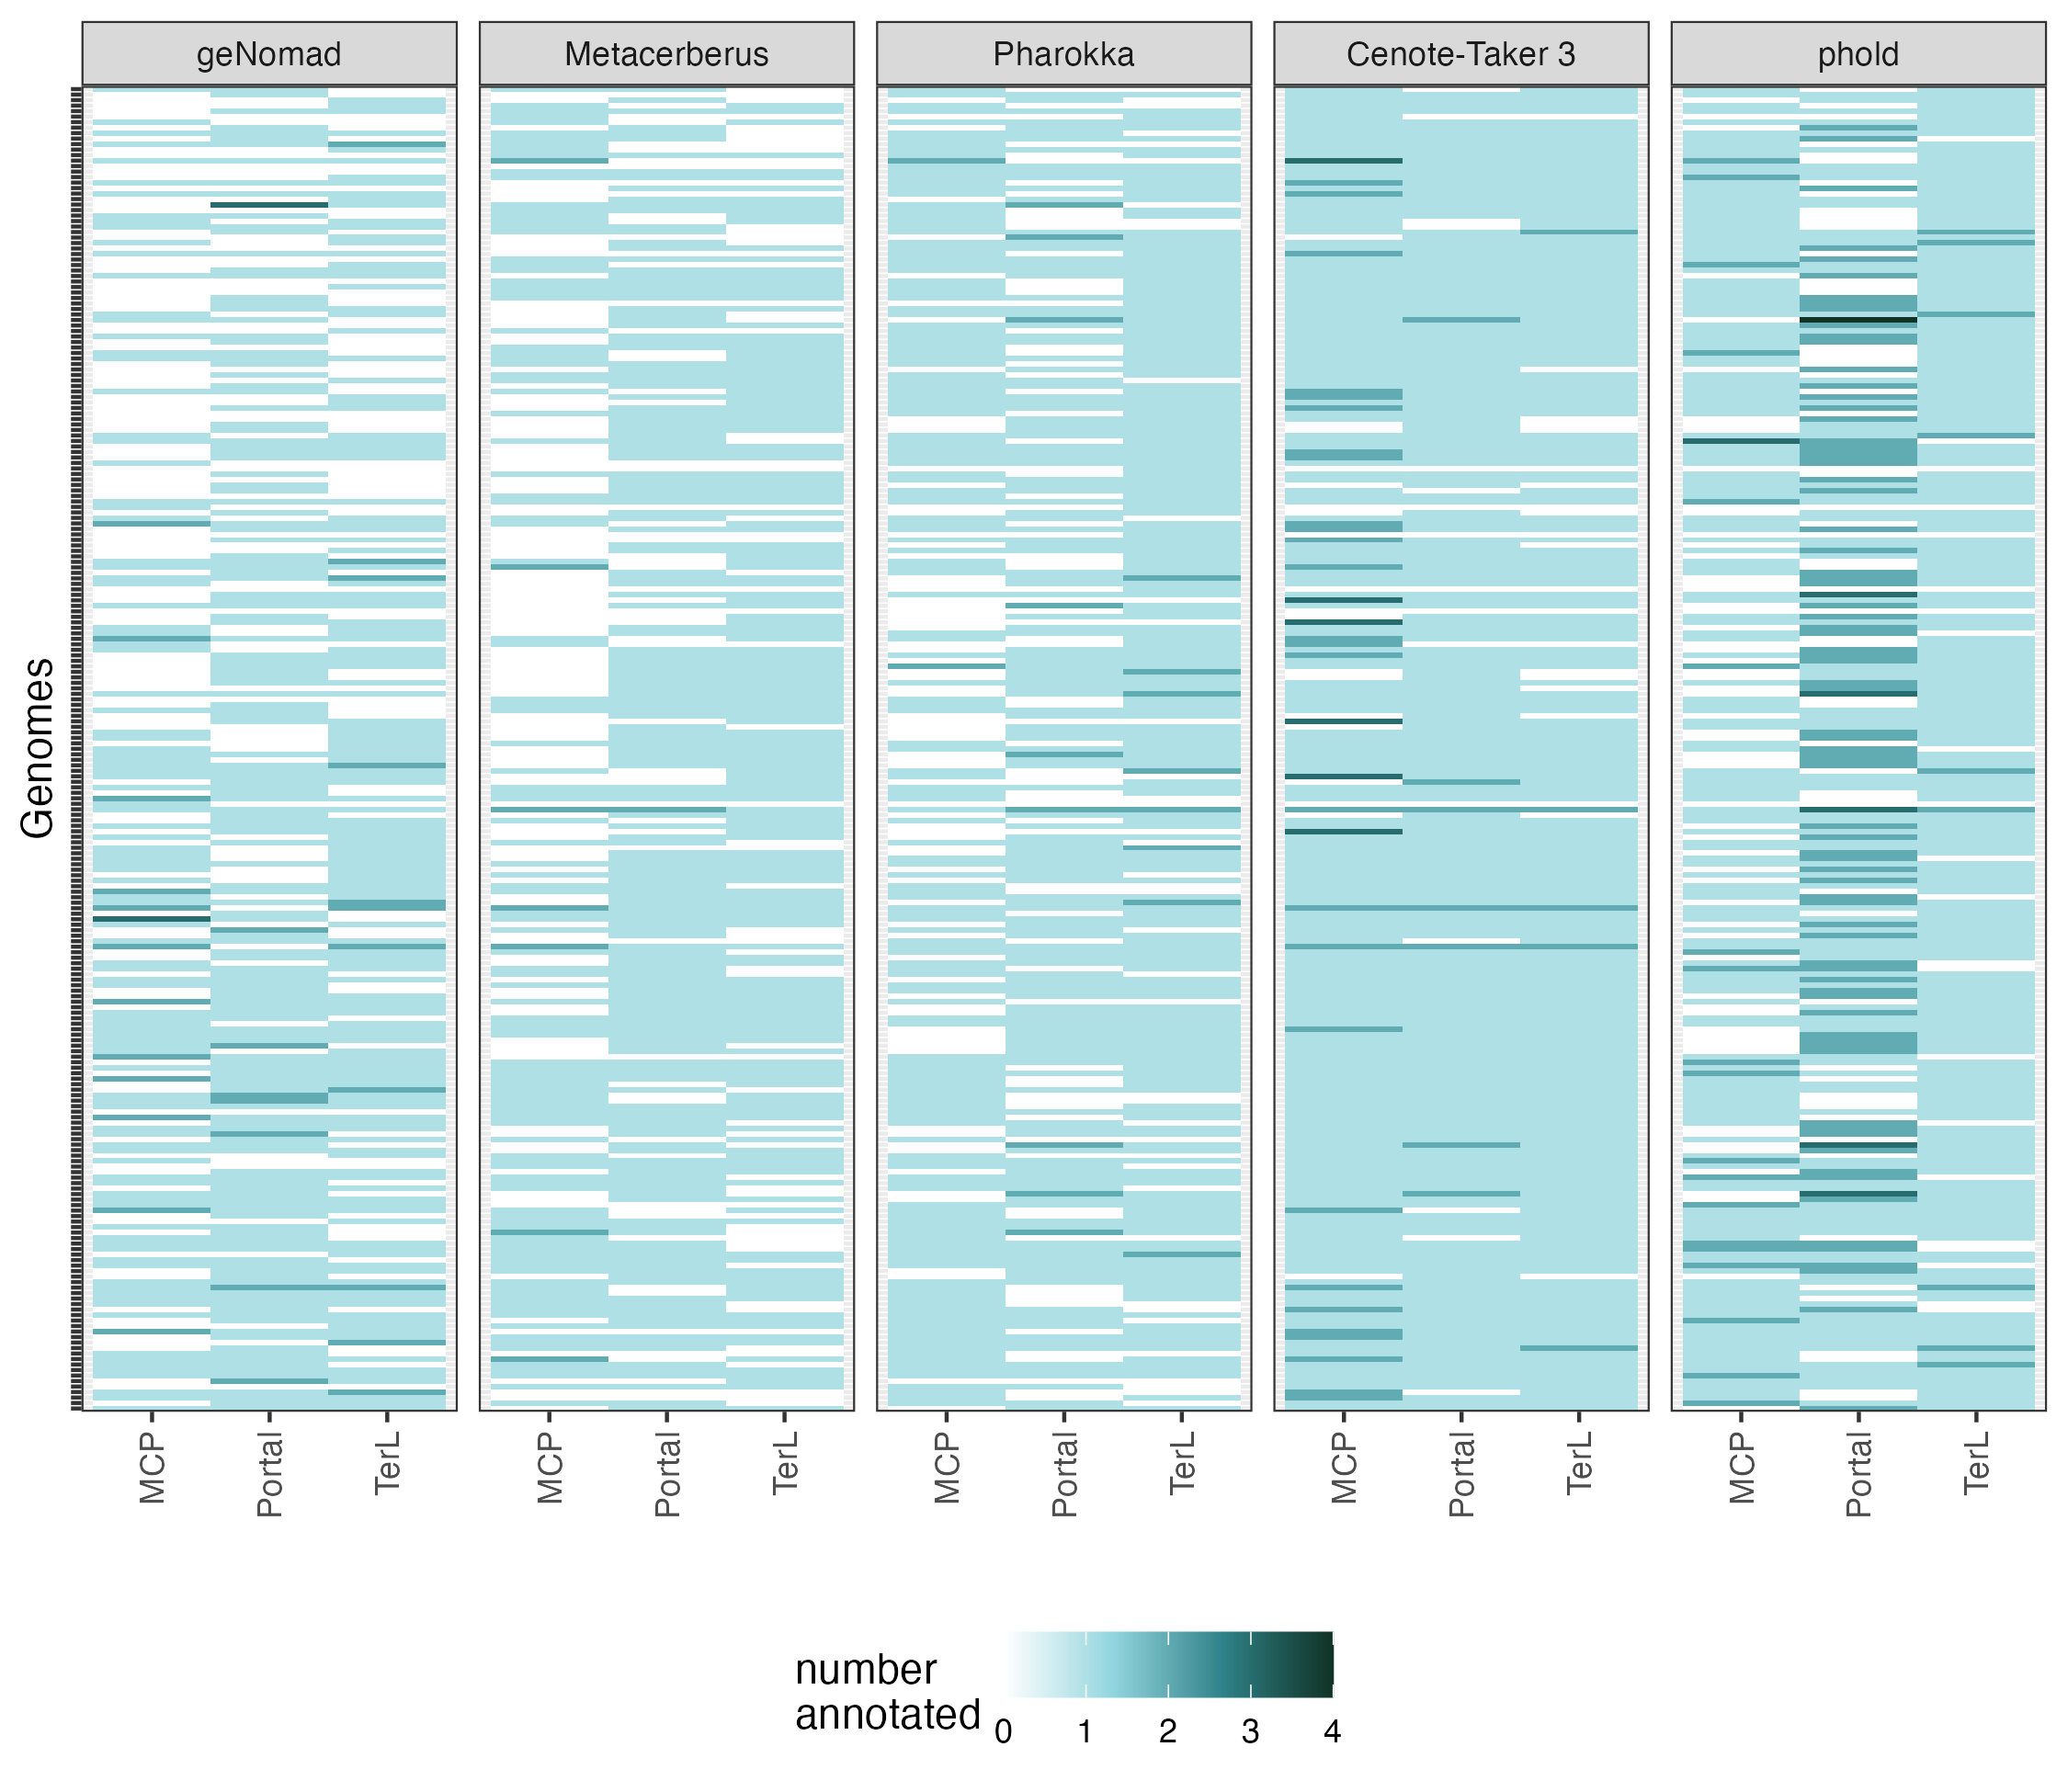 geNomad
Metacerberus
Pharokka
Cenote-Taker 3
phold
Genomes
MCP
Portal
TerL
MCP
Portal
TerL
MCP
Portal
TerL
MCP
Portal
TerL
MCP
Portal
TerL
number
annotated
0 1 2 3 4